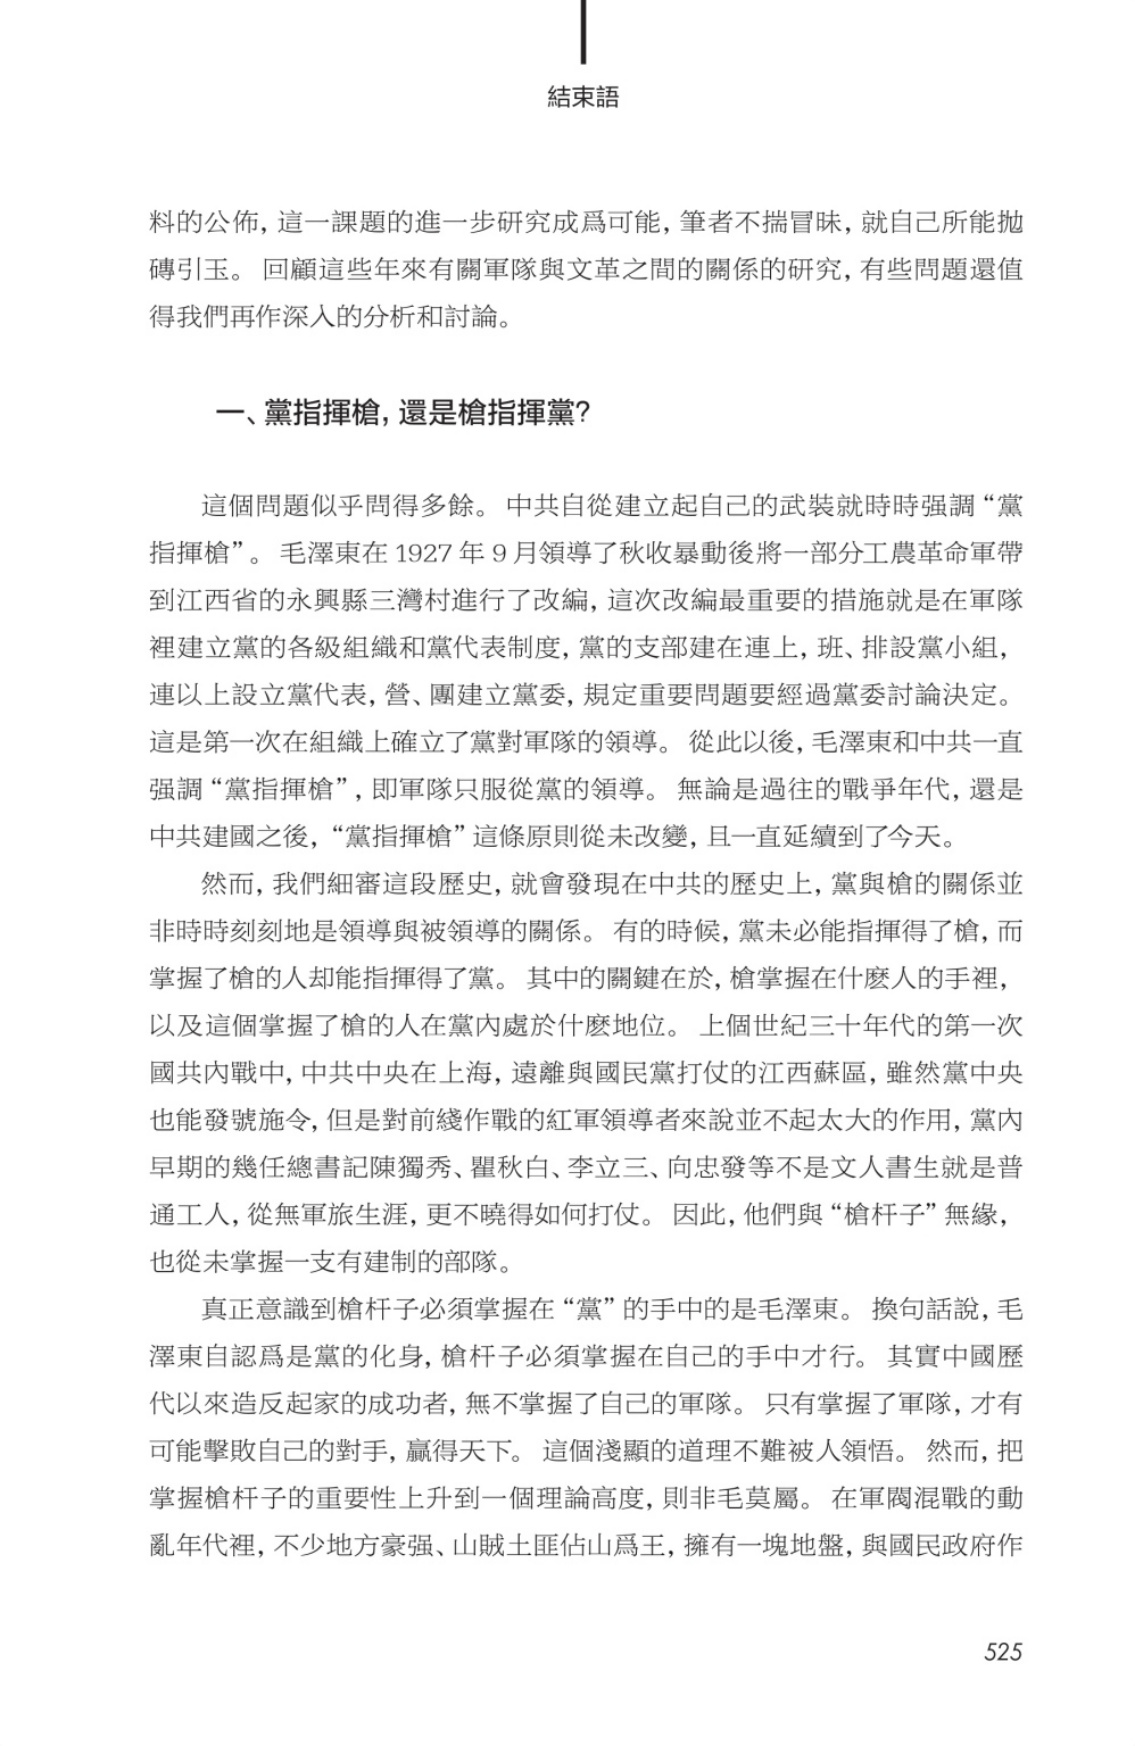 結束語
料的公佈，這一課題的進一步研究成爲可能，筆者不揣冒昧，就自己所能拋
磚引玉。 回顧這些年來有關軍隊與文革之間的關係的研究，有些問題還值
得我們再作深入的分析和討論。
一、黨指揮槍，還是槍指揮黨？
這個問題似乎問得多餘。 中共自從建立起自己的武裝就時時强調“黨
指揮槍”。 毛澤東在 1927 年 9 月領導了秋收暴動後將一部分工農革命軍帶
到江西省的永興縣三灣村進行了改編，這次改編最重要的措施就是在軍隊
裡建立黨的各級組織和黨代表制度，黨的支部建在連上，班、排設黨小組，
連以上設立黨代表，營、團建立黨委，規定重要問題要經過黨委討論決定。
這是第一次在組織上確立了黨對軍隊的領導。 從此以後，毛澤東和中共一直
强調“黨指揮槍”，即軍隊只服從黨的領導。 無論是過往的戰爭年代，還是
中共建國之後，“黨指揮槍”這條原則從未改變，且一直延續到了今天。
然而，我們細審這段歷史，就會發現在中共的歷史上，黨與槍的關係並
非時時刻刻地是領導與被領導的關係。 有的時候，黨未必能指揮得了槍，而
掌握了槍的人却能指揮得了黨。 其中的關鍵在於，槍掌握在什麽人的手裡，
以及這個掌握了槍的人在黨內處於什麽地位。 上個世紀三十年代的第一次
國共內戰中，中共中央在上海，遠離與國民黨打仗的江西蘇區，雖然黨中央
也能發號施令，但是對前綫作戰的紅軍領導者來說並不起太大的作用，黨內
早期的幾任總書記陳獨秀、瞿秋白、李立三、向忠發等不是文人書生就是普
通工人，從無軍旅生涯，更不曉得如何打仗。 因此，他們與“槍杆子”無緣，
也從未掌握一支有建制的部隊。
真正意識到槍杆子必須掌握在“黨”的手中的是毛澤東。 換句話說，毛
澤東自認爲是黨的化身，槍杆子必須掌握在自己的手中才行。 其實中國歷
代以來造反起家的成功者，無不掌握了自己的軍隊。 只有掌握了軍隊，才有
可能擊敗自己的對手，贏得天下。 這個淺顯的道理不難被人領悟。 然而，把
掌握槍杆子的重要性上升到一個理論高度，則非毛莫屬。 在軍閥混戰的動
亂年代裡，不少地方豪强、山賊土匪佔山爲王，擁有一塊地盤，與國民政府作
525